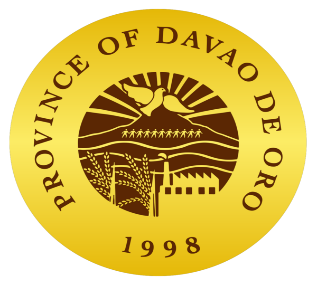 PROVINCE OF DAVAO DE ORO
1998